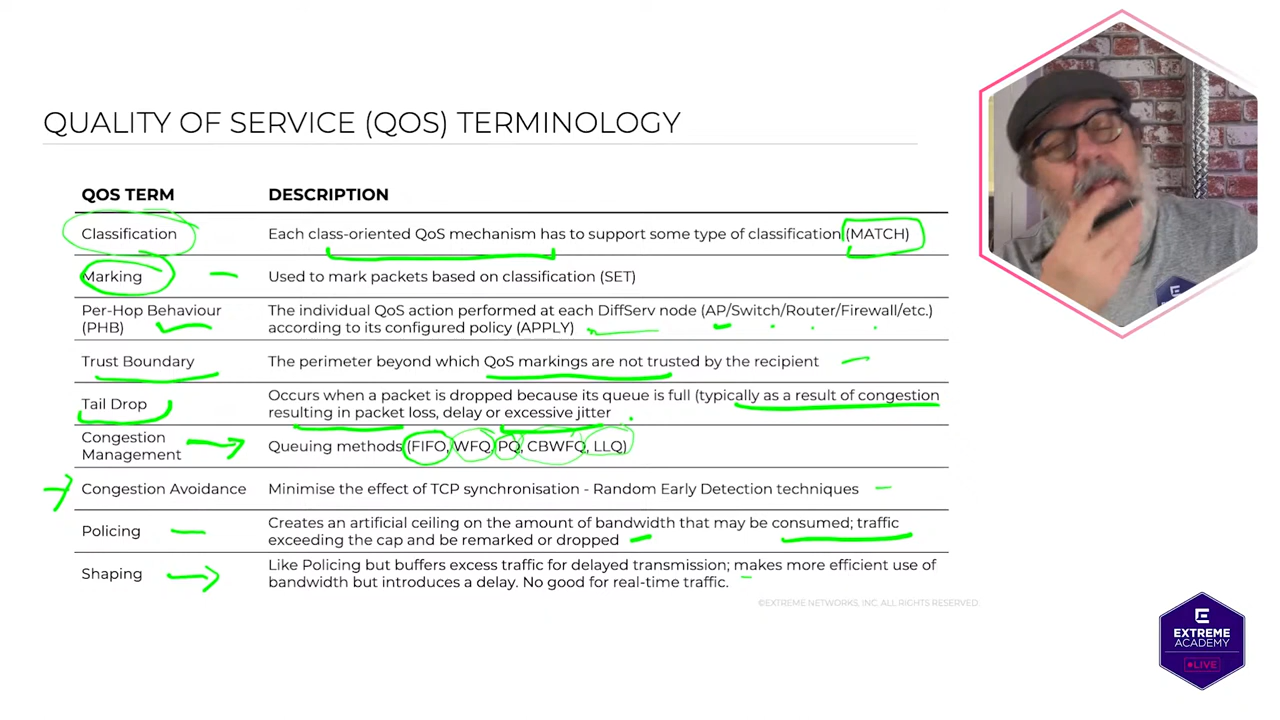 QUALITY OF SERVICE (QOS) TERMINOLOGY
QOS TERM DESCRIPTION
Classification Each class-oriented QoS mechanism has to support some type of classification (MATCH)
Marking Used to mark packets based on classification (SET)
Per-Hop Behaviour The individual QoS action performed at each DiffServ node (AP/Switch/Router/Firewall/etc.)
(PHB) according to its configured policy (APPLY)
Trust Boundary The perimeter beyond which QoS markings are not trusted by the recipient
Tail Drop Occurs when a packet is dropped because its queue is full (typically as a result of congestion
resulting in packet loss, delay or excessive jitter
Congestion
Management Queuing methods (FIFO, WFQ, PQ, CBWFQ, LLQ)
Congestion Avoidance Minimise the effect of TCP synchronisation - Random Early Detection techniques
Policing Creates an artificial ceiling on the amount of bandwidth that may be consumed; traffic
exceeding the cap and be remarked or dropped
Shaping Like Policing but buffers excess traffic for delayed transmission; makes more efficient use of
bandwidth but introduces a delay. No good for real-time traffic.
©EXTREME NETWORKS, INC. ALL RIGHTS RESERVED.
EXTREME
ACADEMY
LIVE